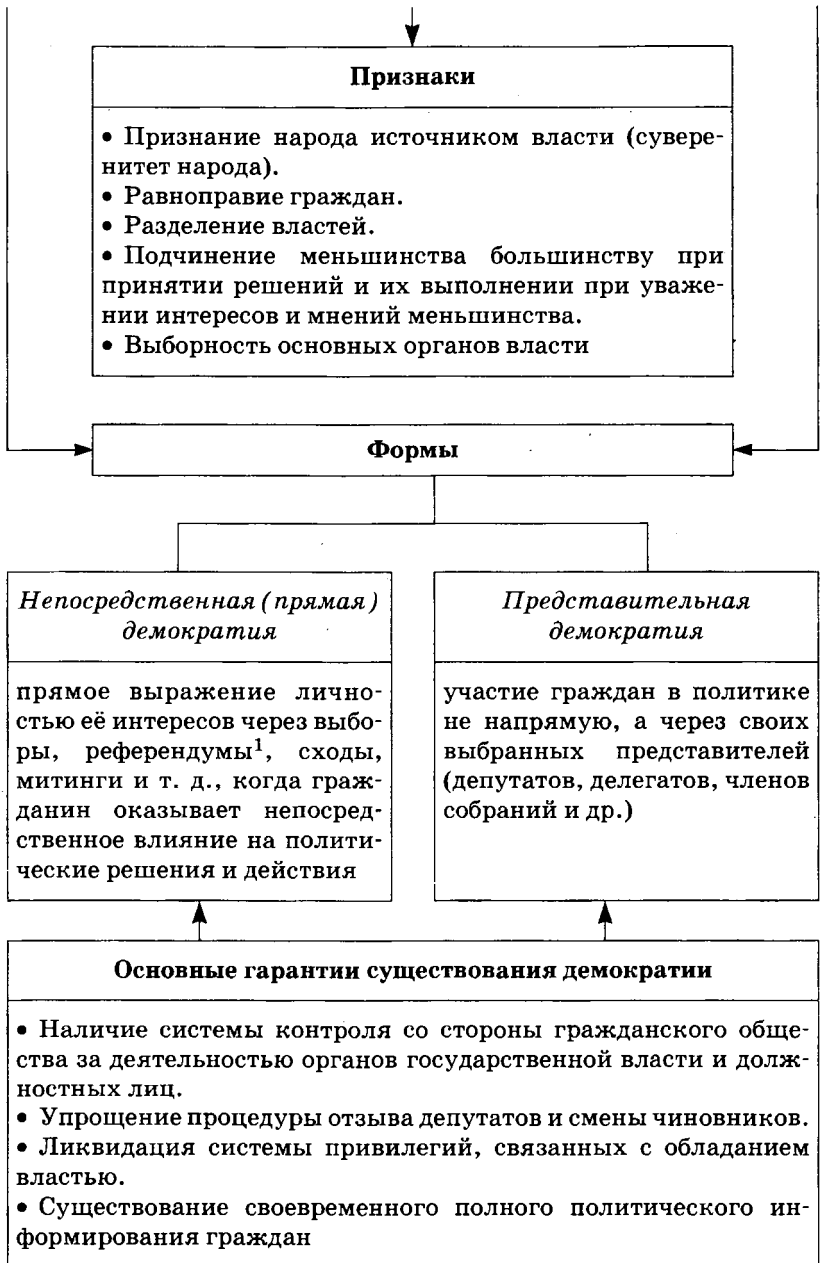 Признаки
• Признание народа источником власти (сувере-
нитет народа).
• Равноправие граждан.
• Разделение властей.
• Подчинение меньшинства большинству при
принятии решений и их выполнении при уваже-
нии интересов и мнений меньшинства.
• Выборность основных органов власти
Формы
Непосредственная (прямая)
демократия
прямое выражение лично-
стью её интересов через выбо-
ры, референдумы¹, сходы,
митинги и т. д., когда граж-
данин оказывает непосред-
ственное влияние на полити-
ческие решения и действия
Представительная
демократия
участие граждан в политике
не напрямую, а через своих
выбранных представителей
(депутатов, делегатов, членов
собраний и др.)
Основные гарантии существования демократии
• Наличие системы контроля со стороны гражданского обще-
ства за деятельностью органов государственной власти и долж-
ностных лиц.
• Упрощение процедуры отзыва депутатов и смены чиновников.
• Ликвидация системы привилегий, связанных с обладанием
властью.
• Существование своевременного полного политического ин-
формирования граждан